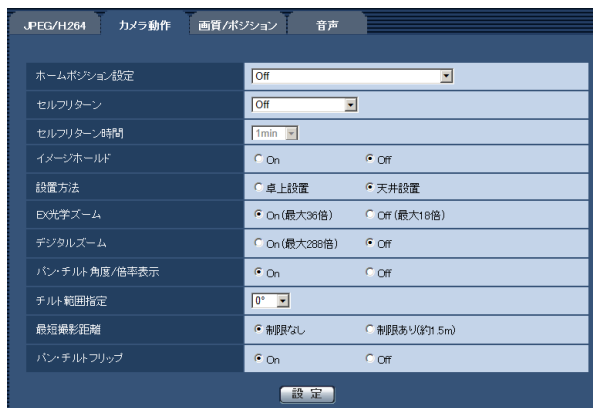 JPEG/H.264 カメラ動作 画質/ポジション 音声
ホームポジション設定 Off
セルフリターン Off
セルフリターン時間 1min
イメージホールド On Off
設置方法 卓上設置 天井設置
EX光学ズーム On(最大36倍) Off(最大18倍)
デジタルズーム On(最大288倍) Off
パン・チルト角度/倍率表示 On Off
チルト範囲指定 0°
最短撮影距離 制限なし 制限あり(約1.5m)
パン・チルトフリップ On Off
設定